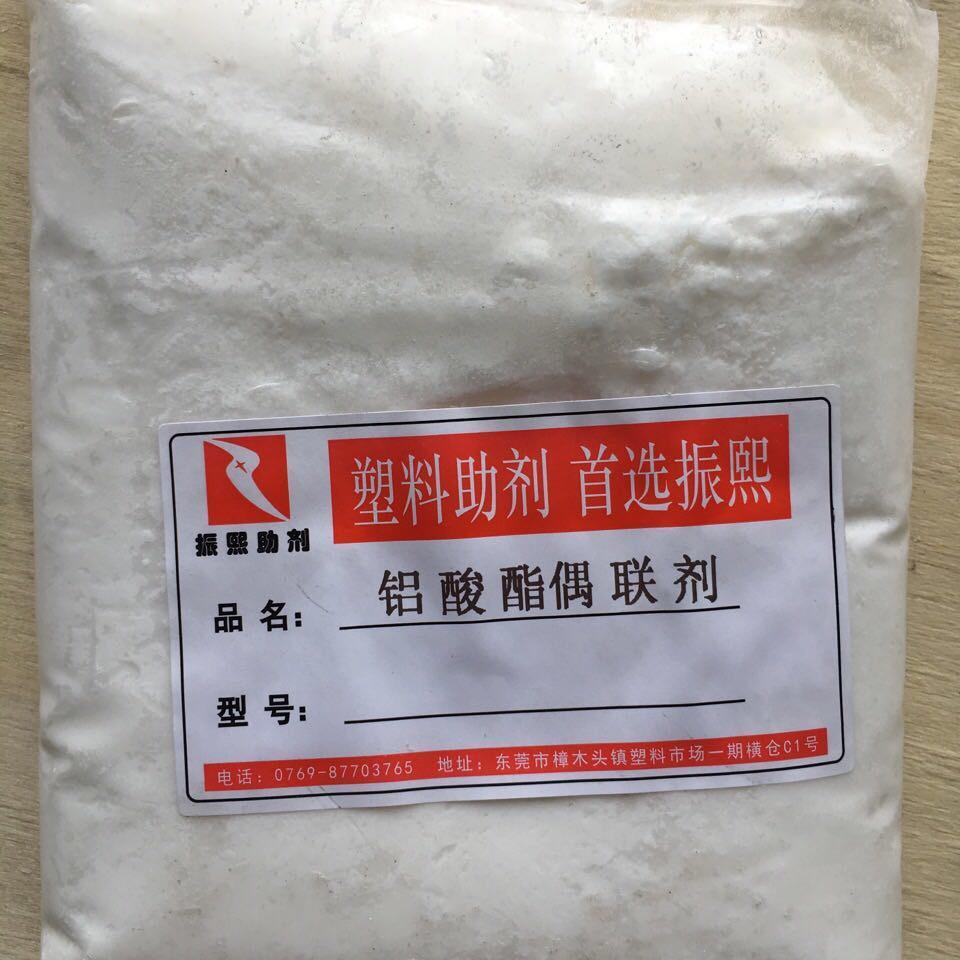 塑料助剂 首选振熙
振熙助剂
品名: 铝酸酯偶联剂
型号:
电话: 0769-87703765 地址: 东莞市樟木头镇塑料市场一期横仓C1号